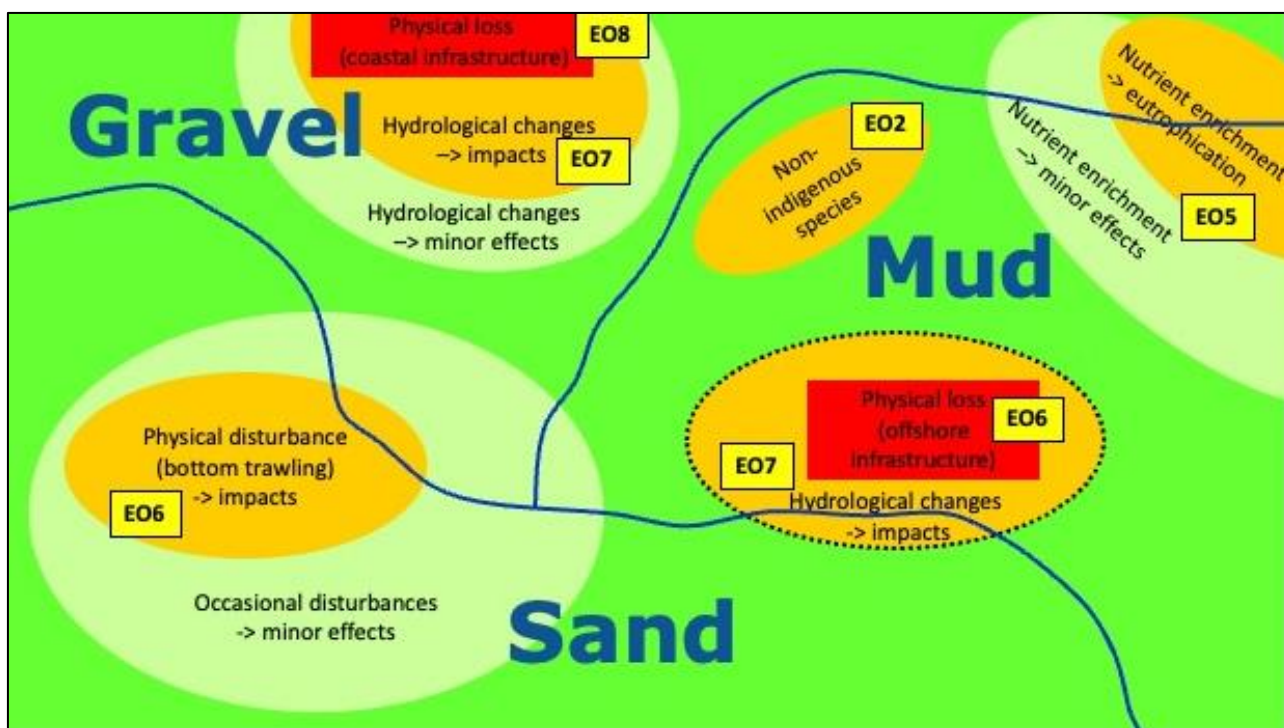 Physical loss
(coastal infrastructure)
EO8
Gravel
Hydrological changes
–> impacts
EO7
Hydrological changes
–> minor effects
EO2
Non-
indigenous
species
Nutrient enrichment
-> eutrophication
EO5
Nutrient enrichment
–> minor effects
Mud
Physical disturbance
(bottom trawling)
-> impacts
EO6
Occasional disturbances
-> minor effects
Sand
Physical loss
(offshore
infrastructure)
EO6
EO7
Hydrological changes
-> impacts